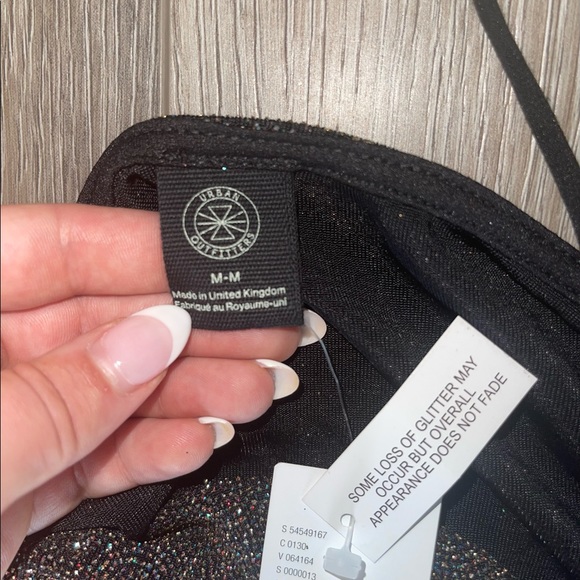 URBAN
OUTFITTERS
M-M
Made in United Kingdom
Fabriqué au Royaume-uni
SOME LOSS OF GLITTER MAY
OCCUR BUT OVERALL
APPEARANCE DOES NOT FADE
S 54549167
C 0130
V 064164
S 0000013